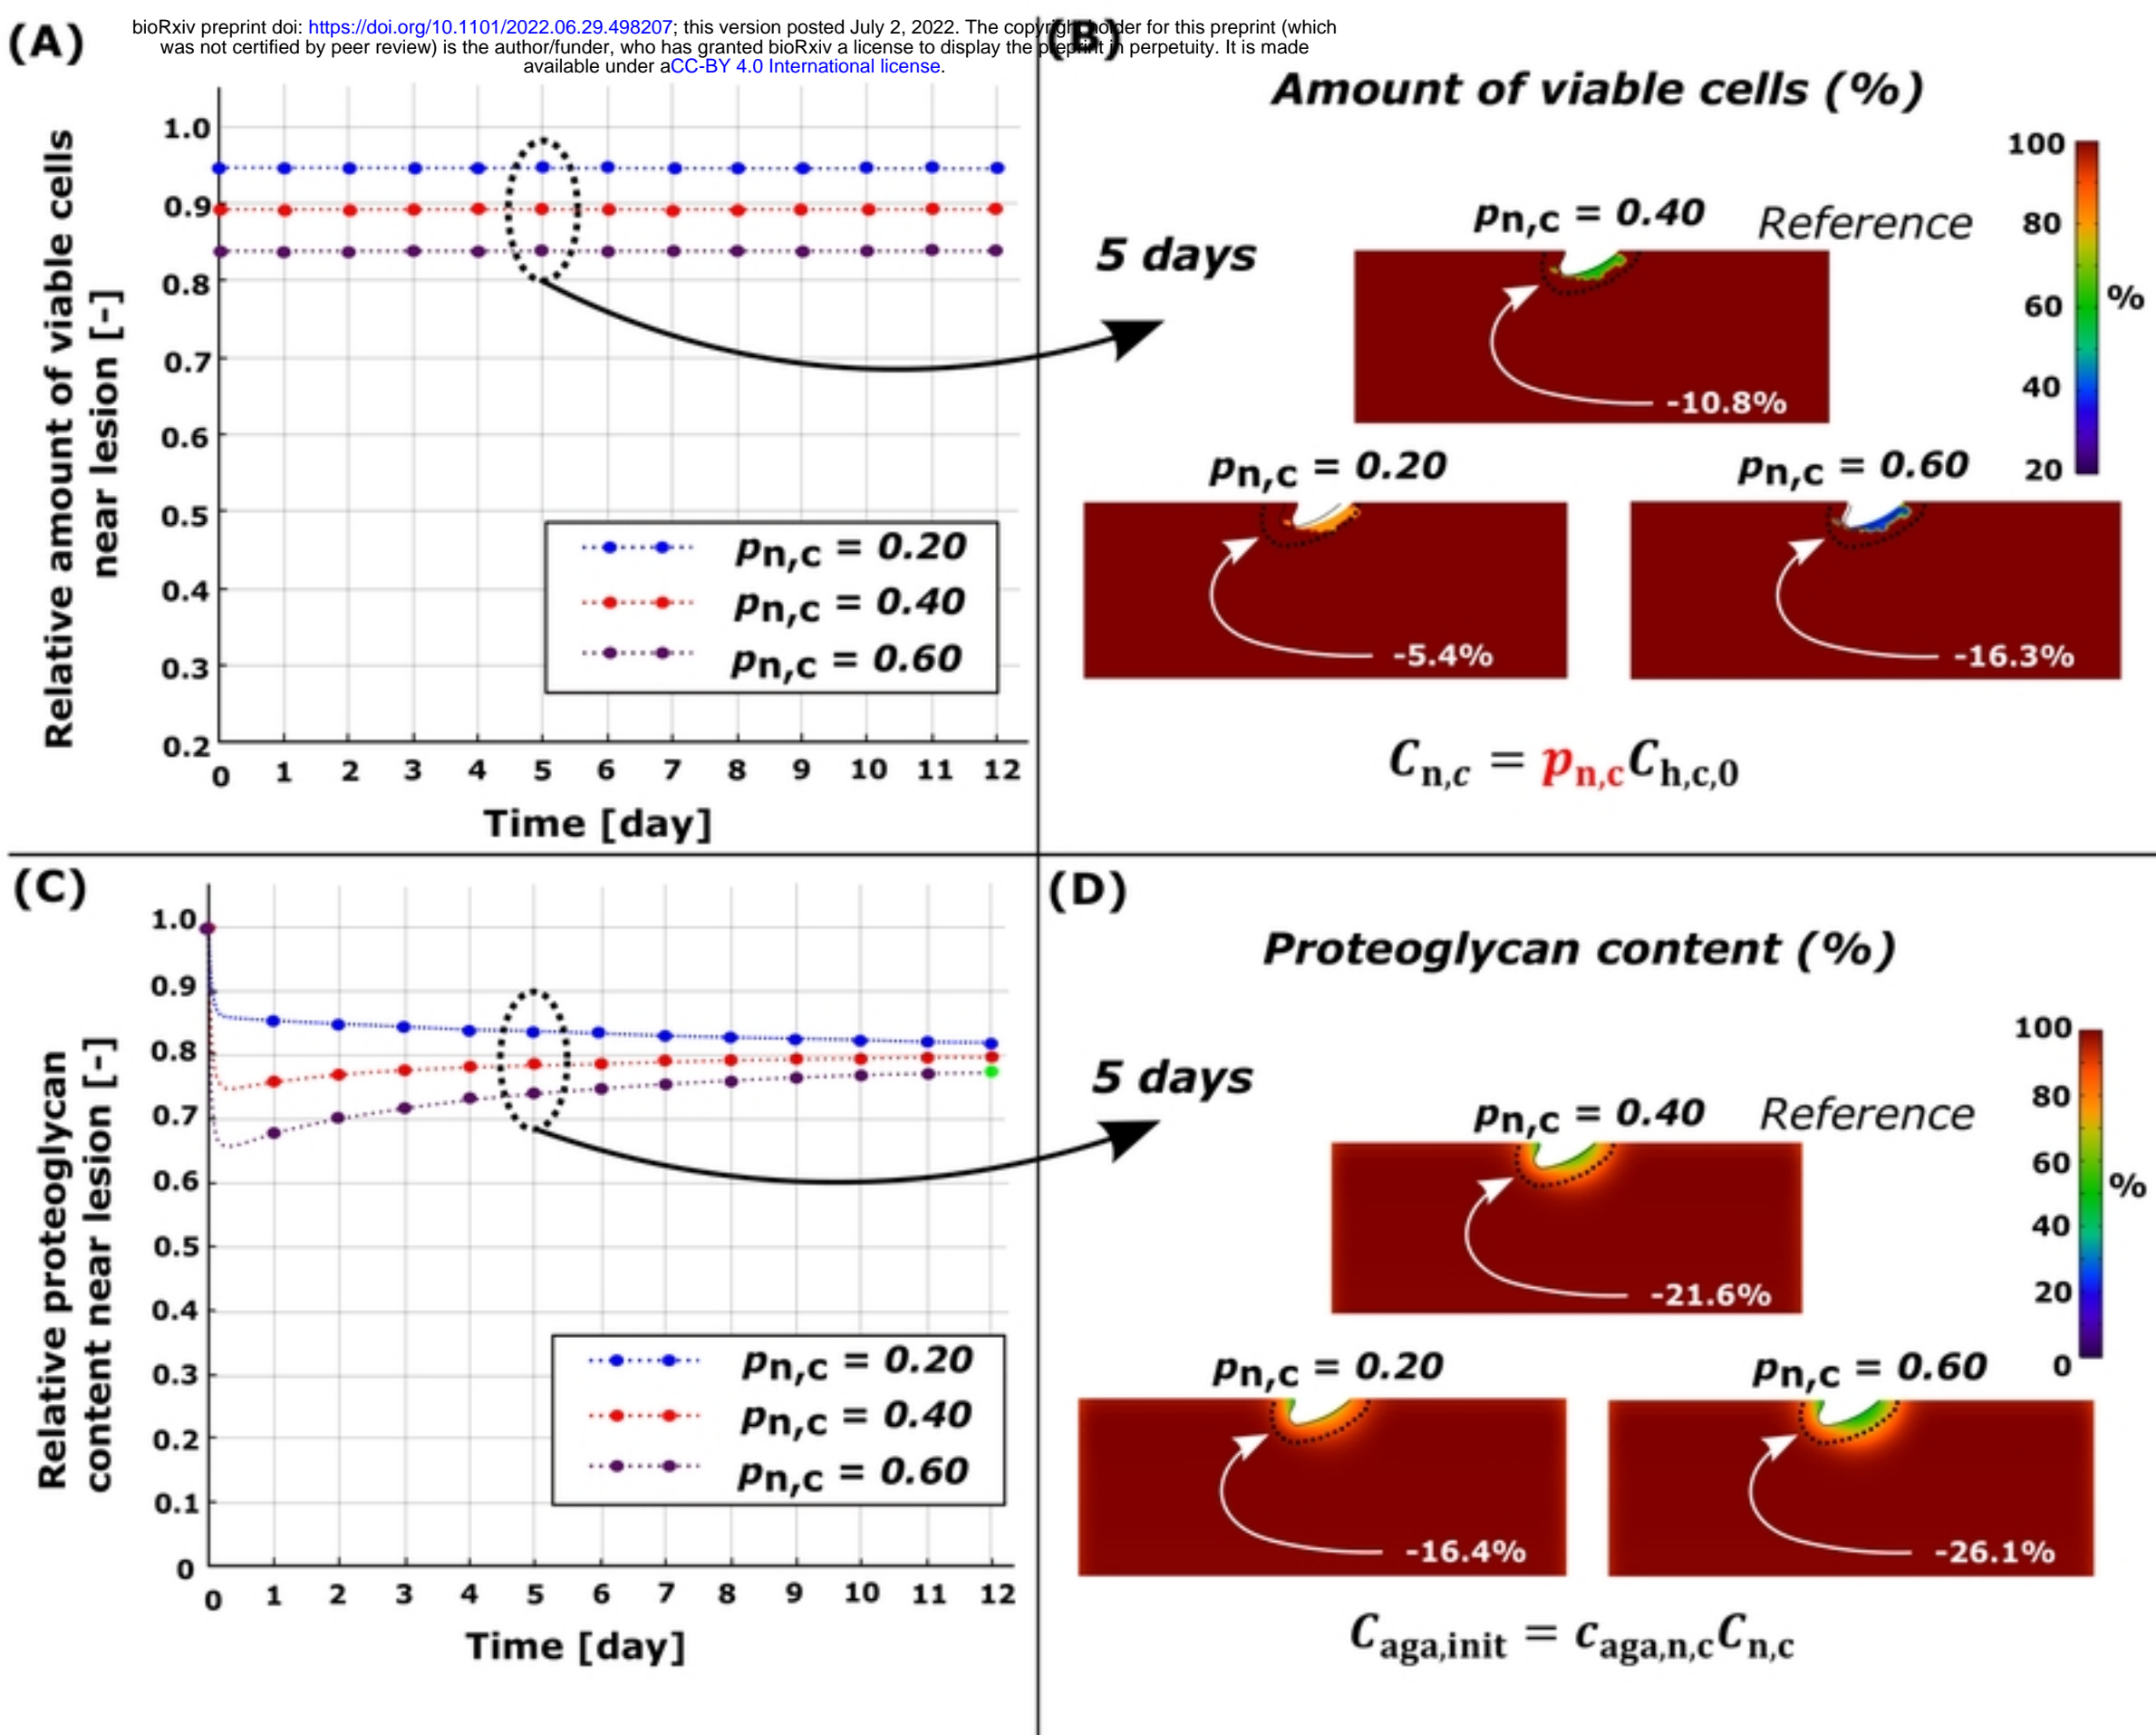 bioRxiv preprint doi: https://doi.org/10.1101/2022.06.29.498207; this version posted July 2, 2022. The copyright holder for this preprint (which
was not certified by peer review) is the author/funder, who has granted bioRxiv a license to display the preprint in perpetuity. It is made
available under aCC-BY 4.0 International license.
(A)
Relative amount of viable cells
near lesion [-]
1.0
0.9
0.8
0.7
0.6
0.5
0.4
0.3
0.2
0 1 2 3 4 5 6 7 8 9 10 11 12
Time [day]
pn,c = 0.20
pn,c = 0.40
pn,c = 0.60
(B)
Amount of viable cells (%)
5 days
pn,c = 0.40 Reference
-10.8%
pn,c = 0.20
-5.4%
pn,c = 0.60
-16.3%
100
80
60
40
20
%
Cn,c = pn,cCh,c,0
(C)
Relative proteoglycan
content near lesion [-]
1.0
0.9
0.8
0.7
0.6
0.5
0.4
0.3
0.2
0.1
0
0 1 2 3 4 5 6 7 8 9 10 11 12
Time [day]
pn,c = 0.20
pn,c = 0.40
pn,c = 0.60
(D)
Proteoglycan content (%)
5 days
pn,c = 0.40 Reference
-21.6%
pn,c = 0.20
-16.4%
pn,c = 0.60
-26.1%
100
80
60
40
20
0
%
Caga,init = caga,n,cCn,c